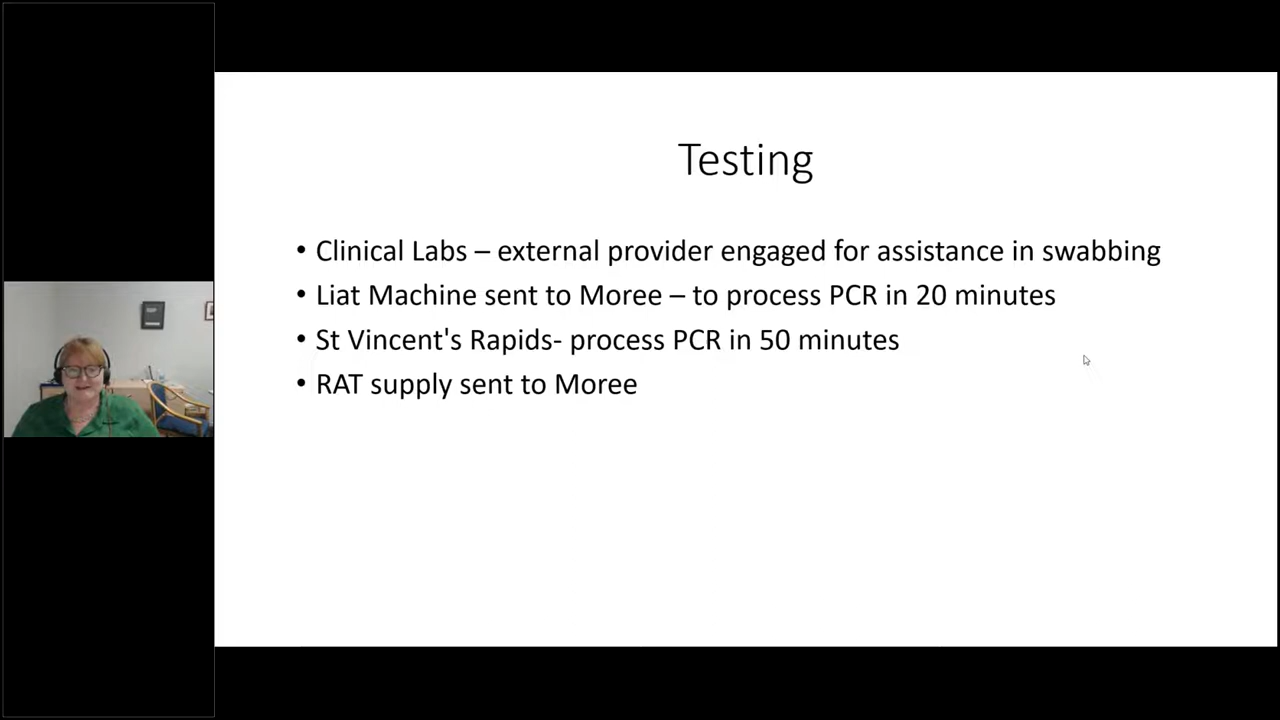 Testing
• Clinical Labs – external provider engaged for assistance in swabbing
• Liat Machine sent to Moree – to process PCR in 20 minutes
• St Vincent's Rapids- process PCR in 50 minutes
• RAT supply sent to Moree